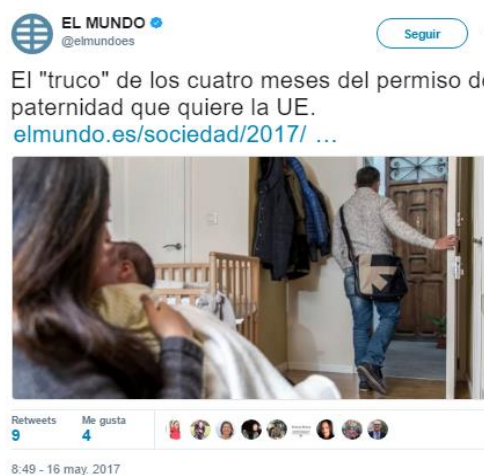 EL MUNDO
@elmundoes
Seguir
El "truco" de los cuatro meses del permiso de
paternidad que quiere la UE.
elmundo.es/sociedad/2017/ ...
Retweets
9
Me gusta
4
8:49 - 16 may. 2017